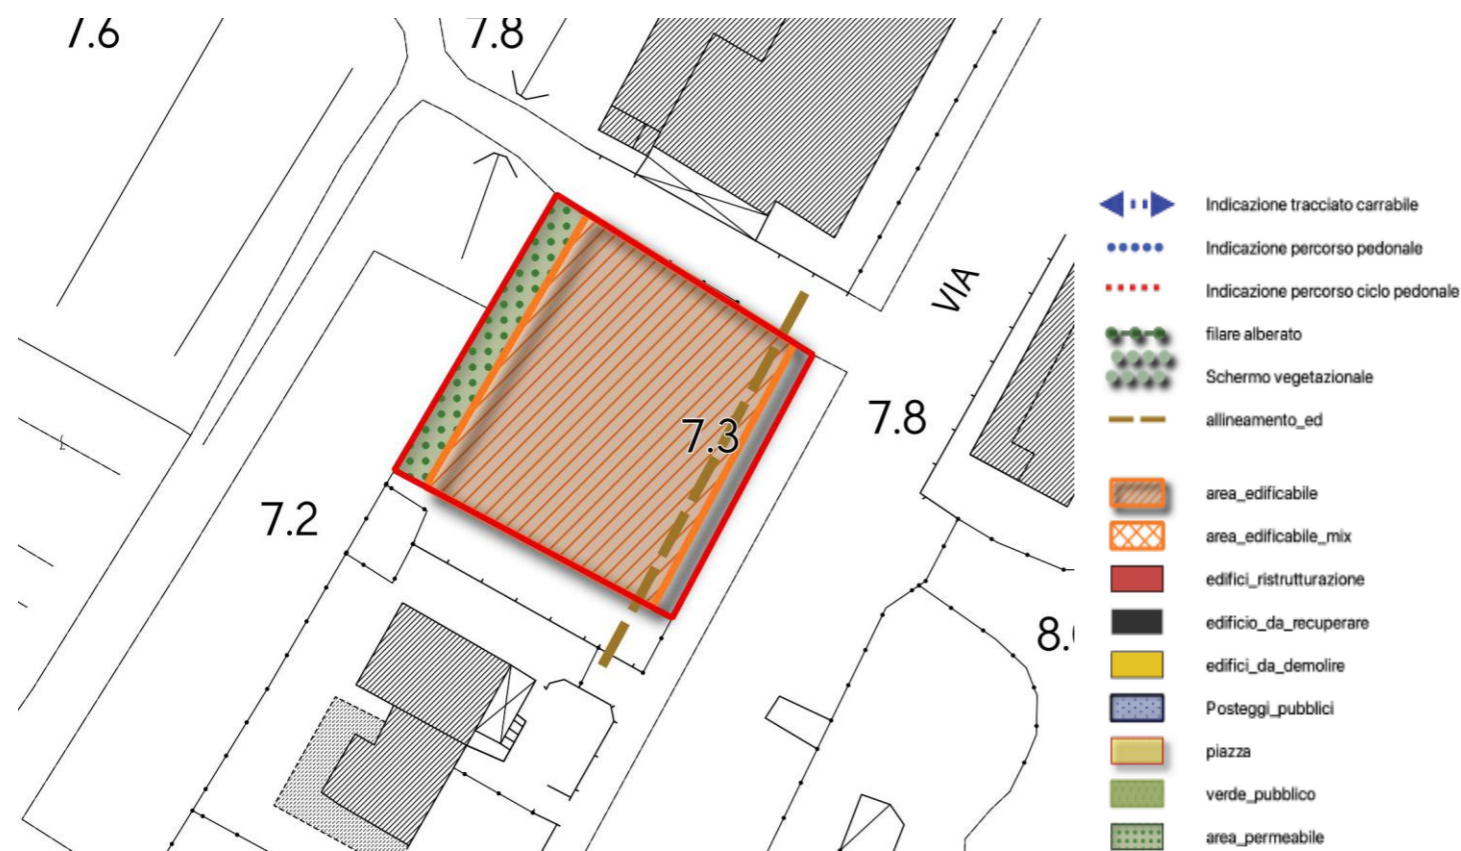 7.6
7.8
VIA
7.3
7.8
7.2
8.
Indicazione tracciato carrabile
Indicazione percorso pedonale
Indicazione percorso ciclo pedonale
filare alberato
Schermo vegetazionale
allineamento_ed
area_edificabile
area_edificabile_mix
edifici_ristrutturazione
edificio_da_recuperare
edifici_da_demolire
Posteggi_pubblici
piazza
verde_pubblico
area_permeabile